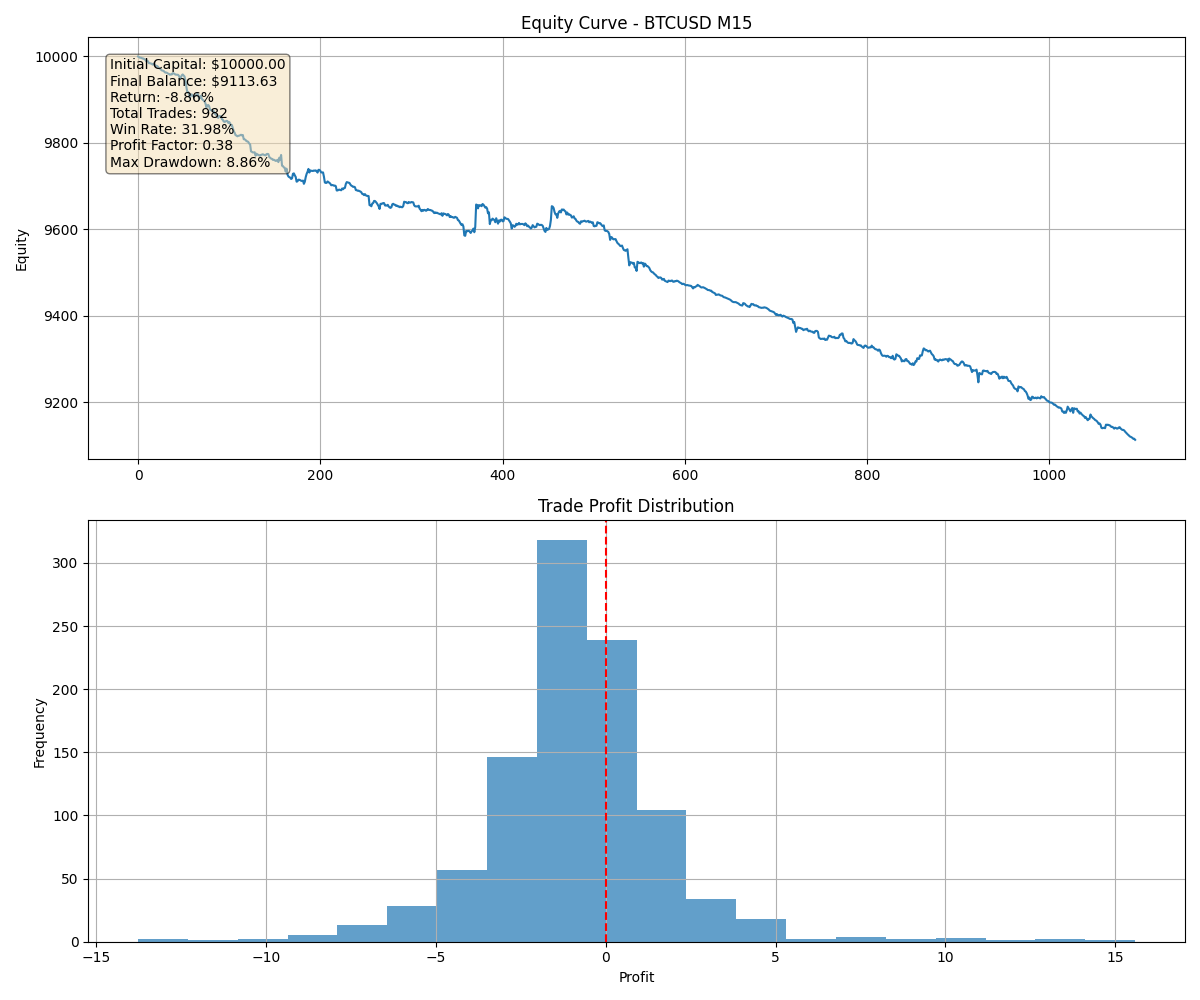 Equity Curve - BTCUSD M15
Initial Capital: $10000.00
Final Balance: $9113.63
Return: -8.86%
Total Trades: 982
Win Rate: 31.98%
Profit Factor: 0.38
Max Drawdown: 8.86%
Equity
10000
9800
9600
9400
9200
0 200 400 600 800 1000
Trade Profit Distribution
Frequency
300
250
200
150
100
50
0
−15 −10 −5 0 5 10 15
Profit